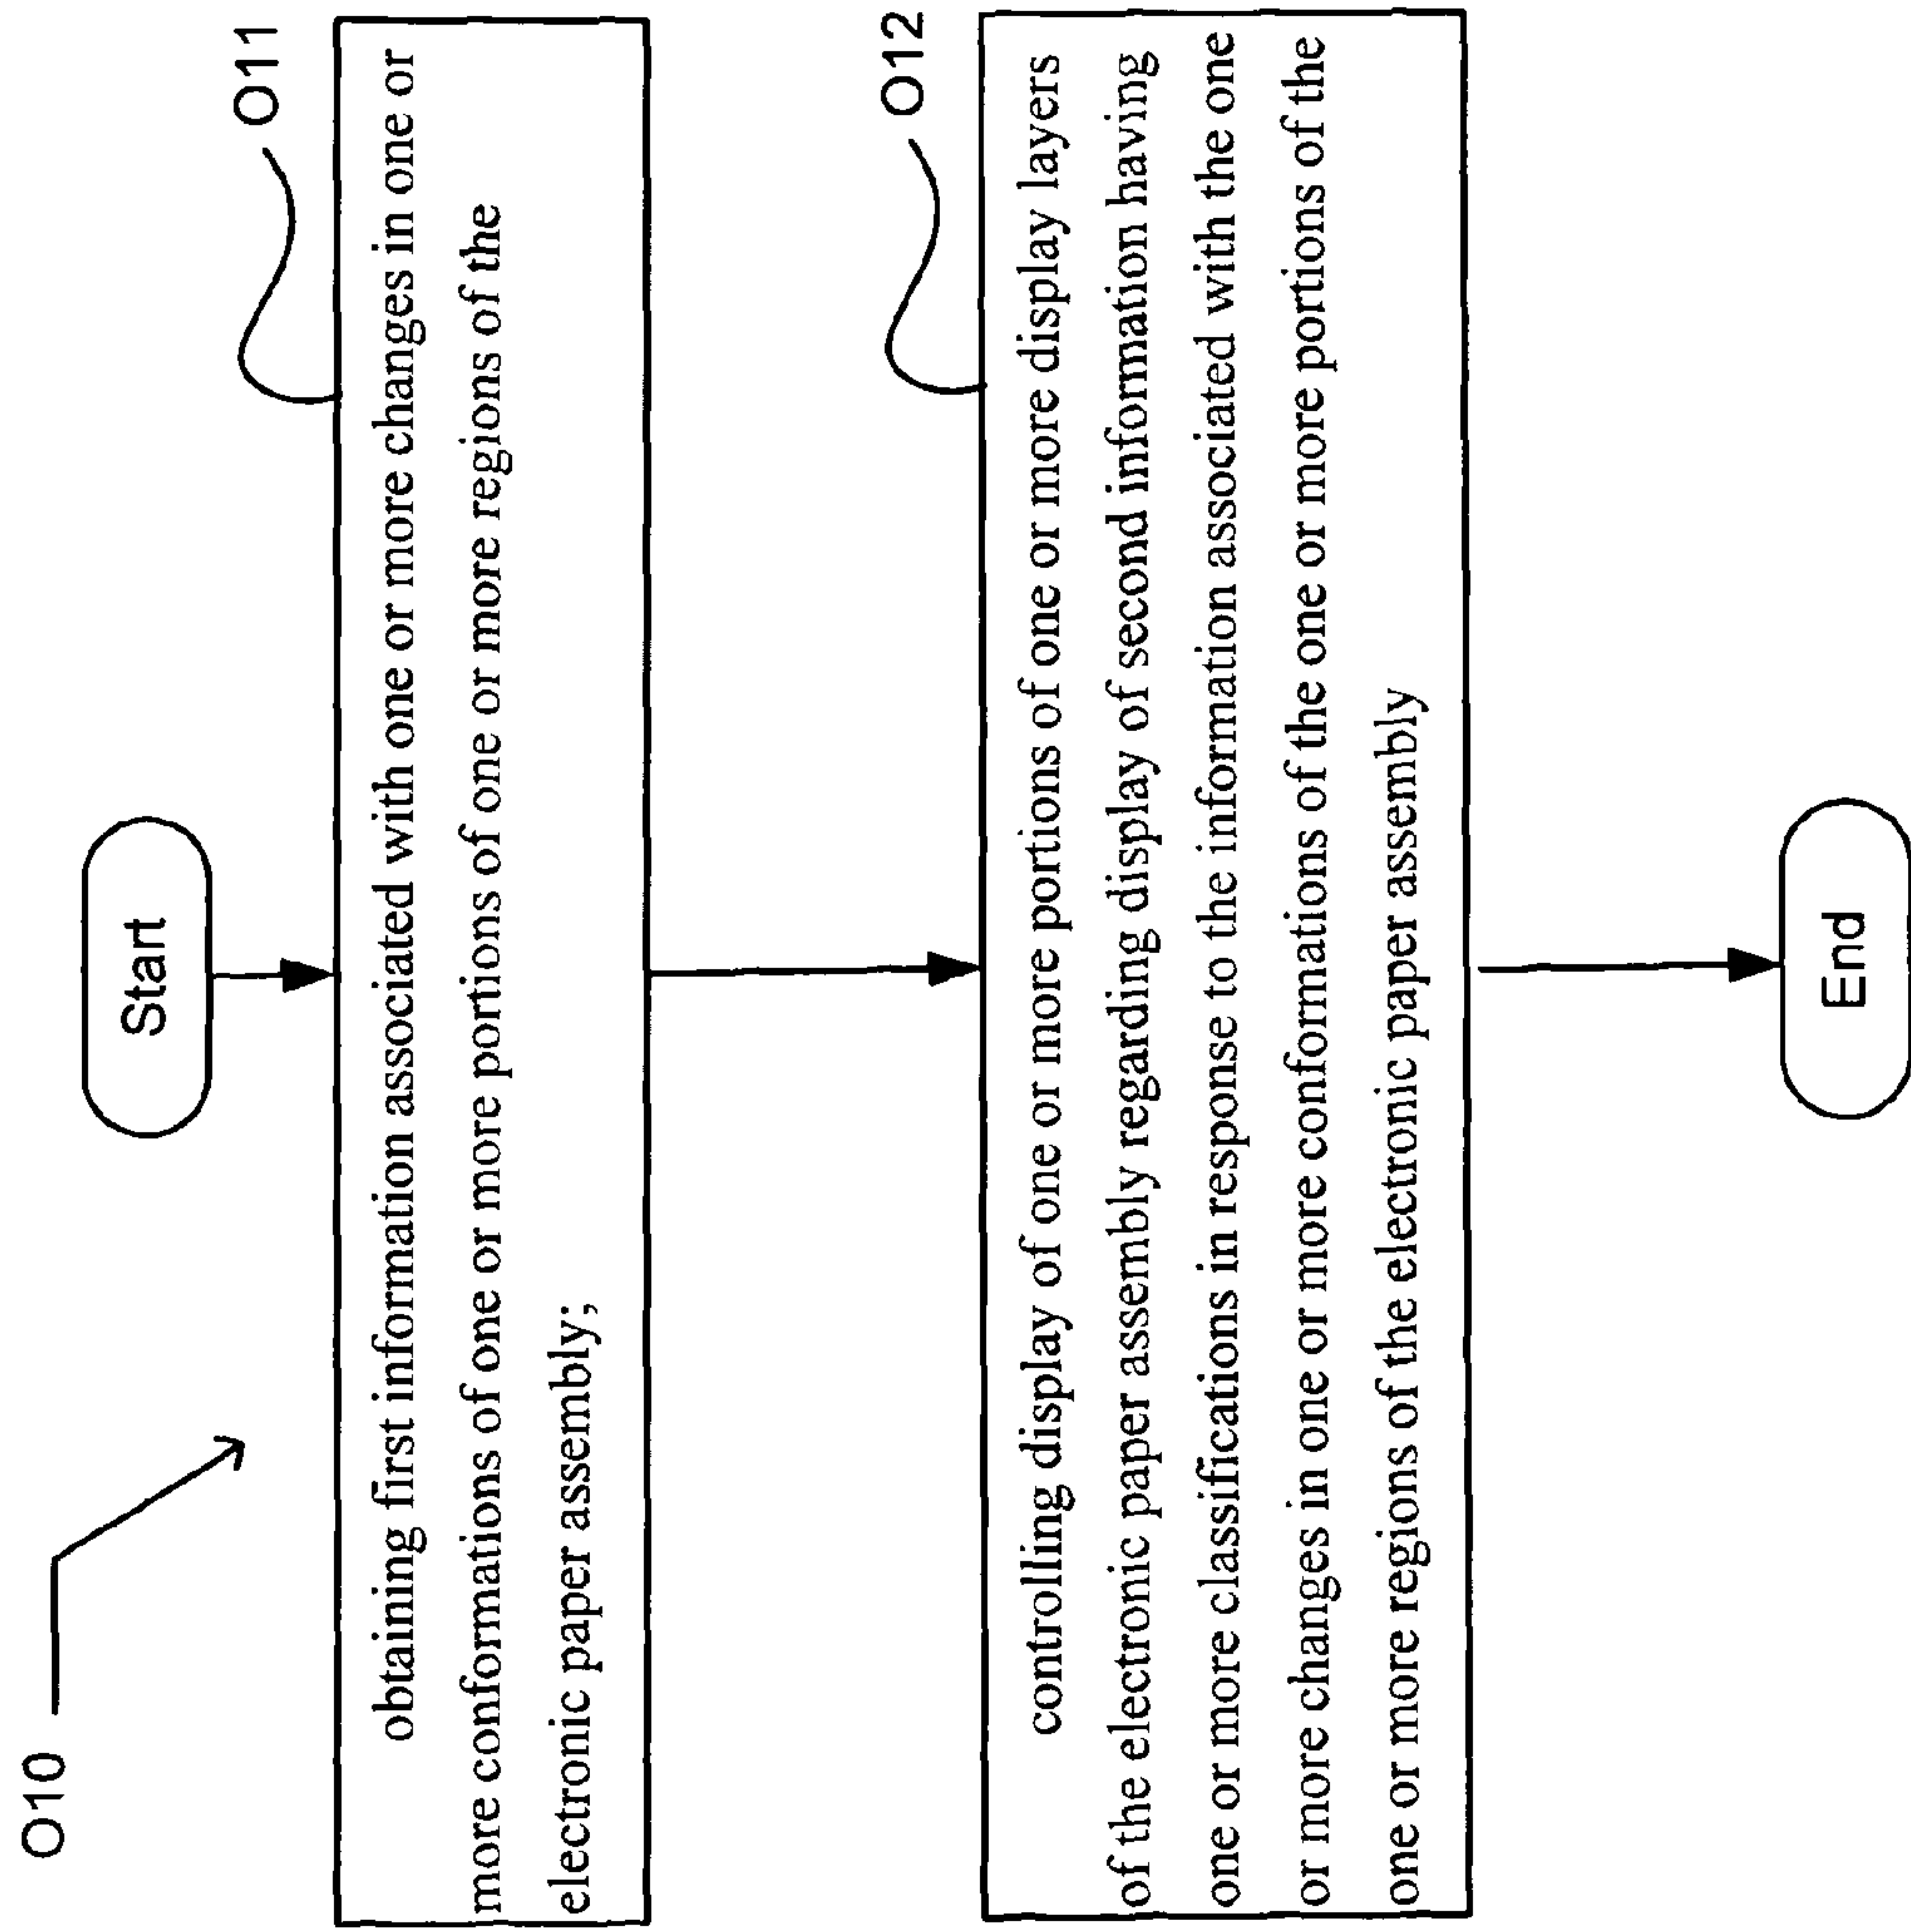 O10
Start
O11
obtaining first information associated with one or more changes in one or
more conformations of one or more portions of one or more regions of the
electronic paper assembly;
O12
controlling display of one or more portions of one or more display layers
of the electronic paper assembly regarding display of second information having
one or more classifications in response to the information associated with the one
or more changes in one or more conformations of the one or more portions of the
one or more regions of the electronic paper assembly
End